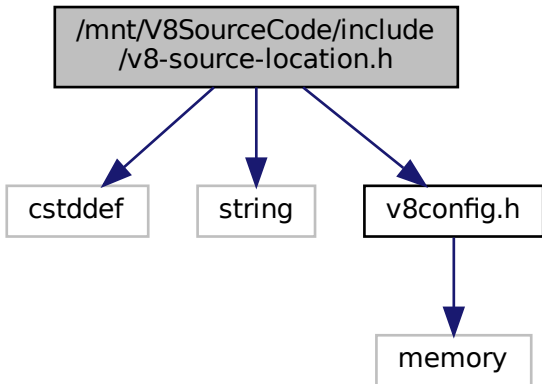 /mnt/V8SourceCode/include
/v8-source-location.h
cstddef
string
v8config.h
memory